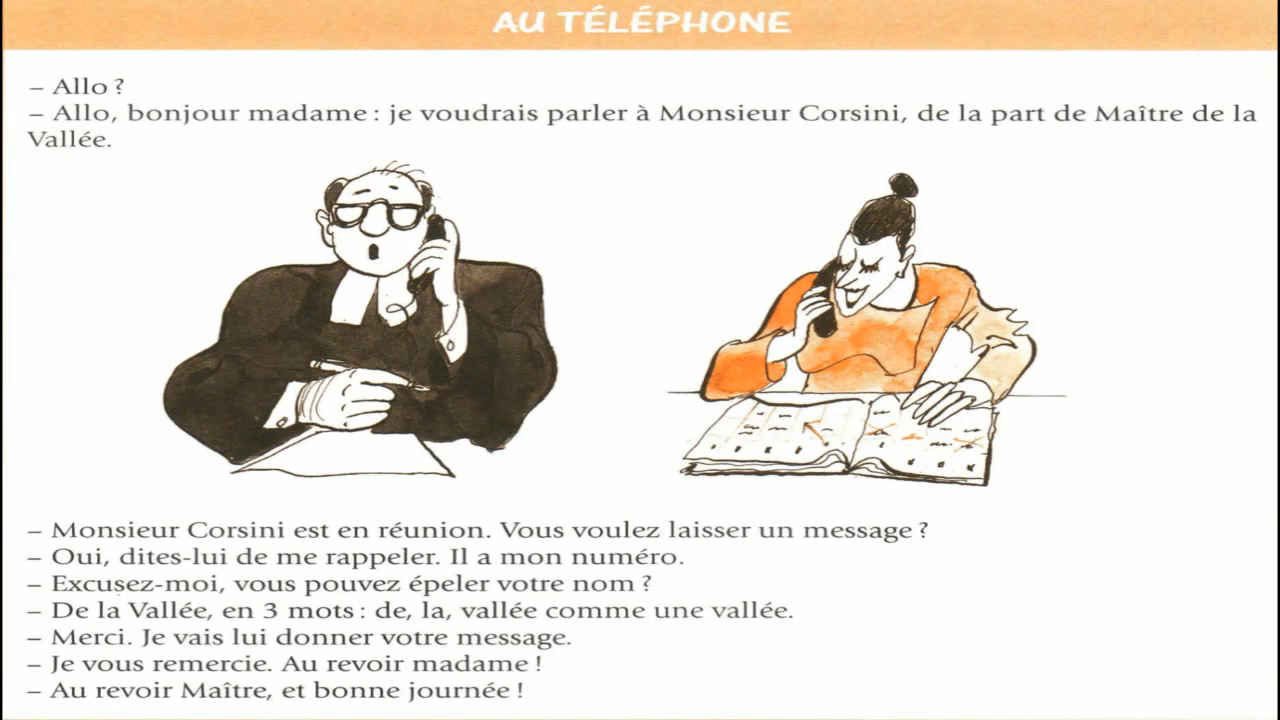 AU TÉLÉPHONE
– Allo ?
– Allo, bonjour madame : je voudrais parler à Monsieur Corsini, de la part de Maître de la
Vallée.
– Monsieur Corsini est en réunion. Vous voulez laisser un message ?
– Oui, dites-lui de me rappeler. Il a mon numéro.
– Excusez-moi, vous pouvez épeler votre nom ?
– De la Vallée, en 3 mots : de, la, vallée comme une vallée.
– Merci. Je vais lui donner votre message.
– Je vous remercie. Au revoir madame !
– Au revoir Maître, et bonne journée !